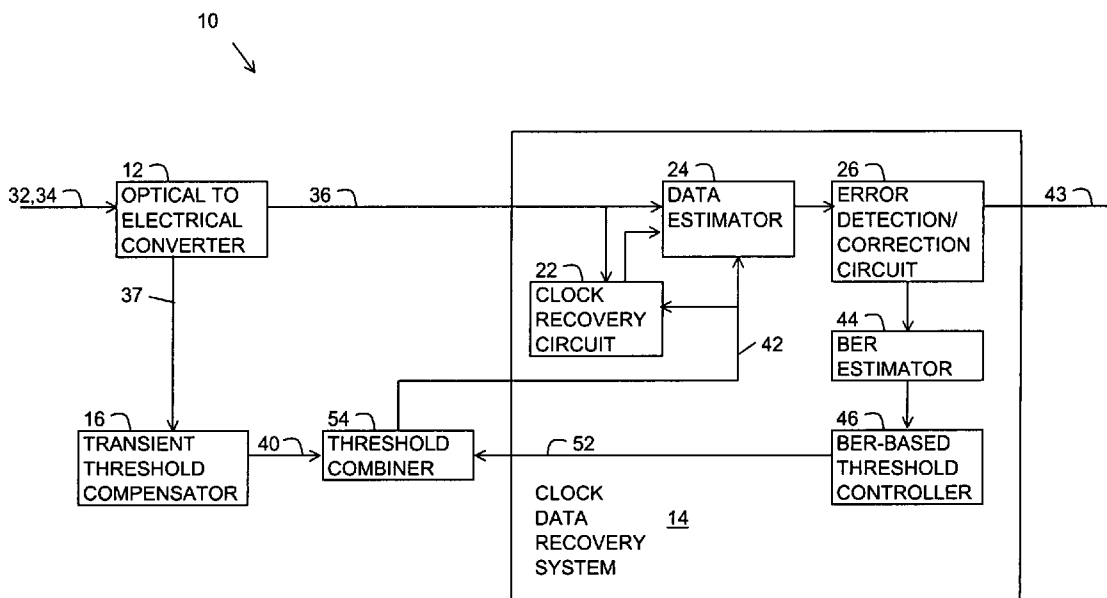 10
12
OPTICAL TO
ELECTRICAL
CONVERTER
32,34
36
37
24
DATA
ESTIMATOR
26
ERROR
DETECTION/
CORRECTION
CIRCUIT
43
22
CLOCK
RECOVERY
CIRCUIT
42
44
BER
ESTIMATOR
16
TRANSIENT
THRESHOLD
COMPENSATOR
40
54
THRESHOLD
COMBINER
52
46
BER-BASED
THRESHOLD
CONTROLLER
CLOCK
DATA
RECOVERY
SYSTEM
14